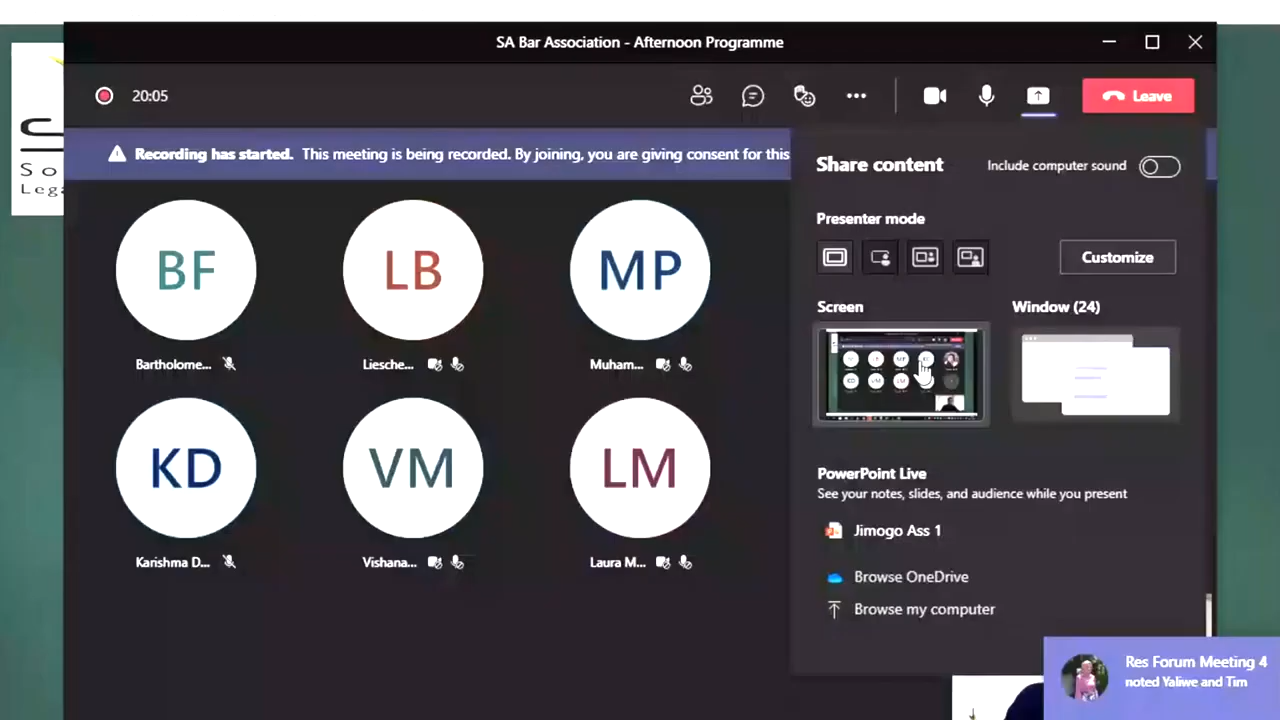 SA Bar Association - Afternoon Programme
20:05
Leave
Recording has started. This meeting is being recorded. By joining, you are giving consent for this
Share content
Include computer sound
Presenter mode
Customize
Screen
Window (24)
BF
LB
MP
Bartholome...
Liesche...
Muham...
KD
VM
LM
Karishma D...
Vishana...
Laura M...
PowerPoint Live
See your notes, slides, and audience while you present
Jimogo Ass 1
Browse OneDrive
Browse my computer
Res Forum Meeting 4
noted Yaliwe and Tim
So
Lega